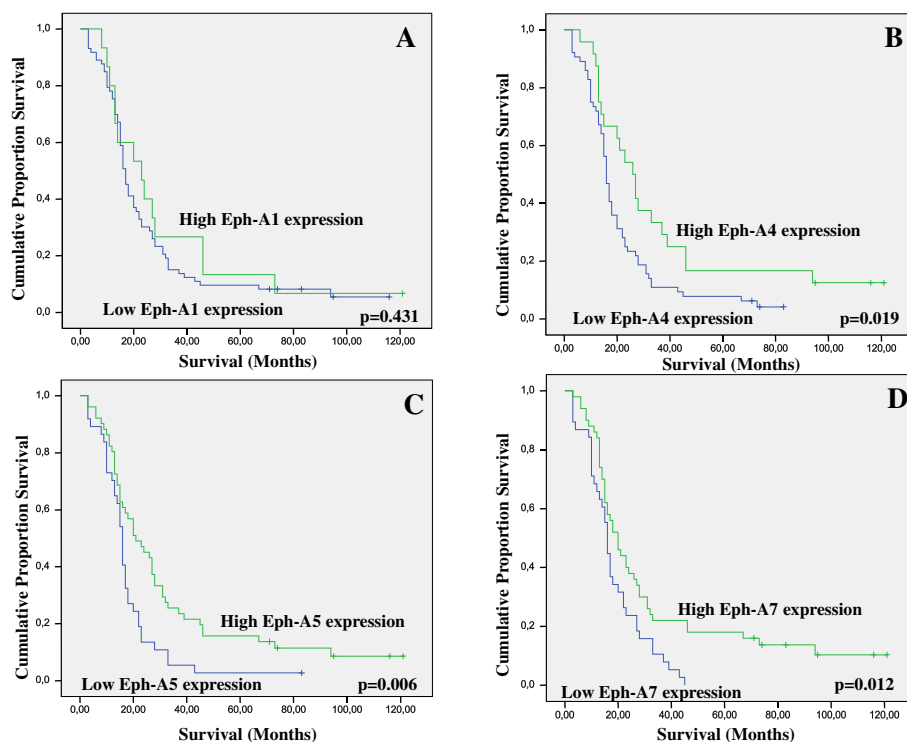 A
Cumulative Proportion Survival
1,0
0,8
0,6
0,4
0,2
0,0
High Eph-A1 expression
Low Eph-A1 expression
p=0.431
0,00 20,00 40,00 60,00 80,00 100,00 120,00
Survival (Months)
B
Cumulative Proportion Survival
1,0
0,8
0,6
0,4
0,2
0,0
High Eph-A4 expression
Low Eph-A4 expression
p=0.019
0,00 20,00 40,00 60,00 80,00 100,00 120,00
Survival (Months)
C
Cumulative Proportion Survival
1,0
0,8
0,6
0,4
0,2
0,0
High Eph-A5 expression
Low Eph-A5 expression
p=0.006
0,00 20,00 40,00 60,00 80,00 100,00 120,00
Survival (Months)
D
Cumulative Proportion Survival
1,0
0,8
0,6
0,4
0,2
0,0
High Eph-A7 expression
Low Eph-A7 expression
p=0.012
0,00 20,00 40,00 60,00 80,00 100,00 120,00
Survival (Months)